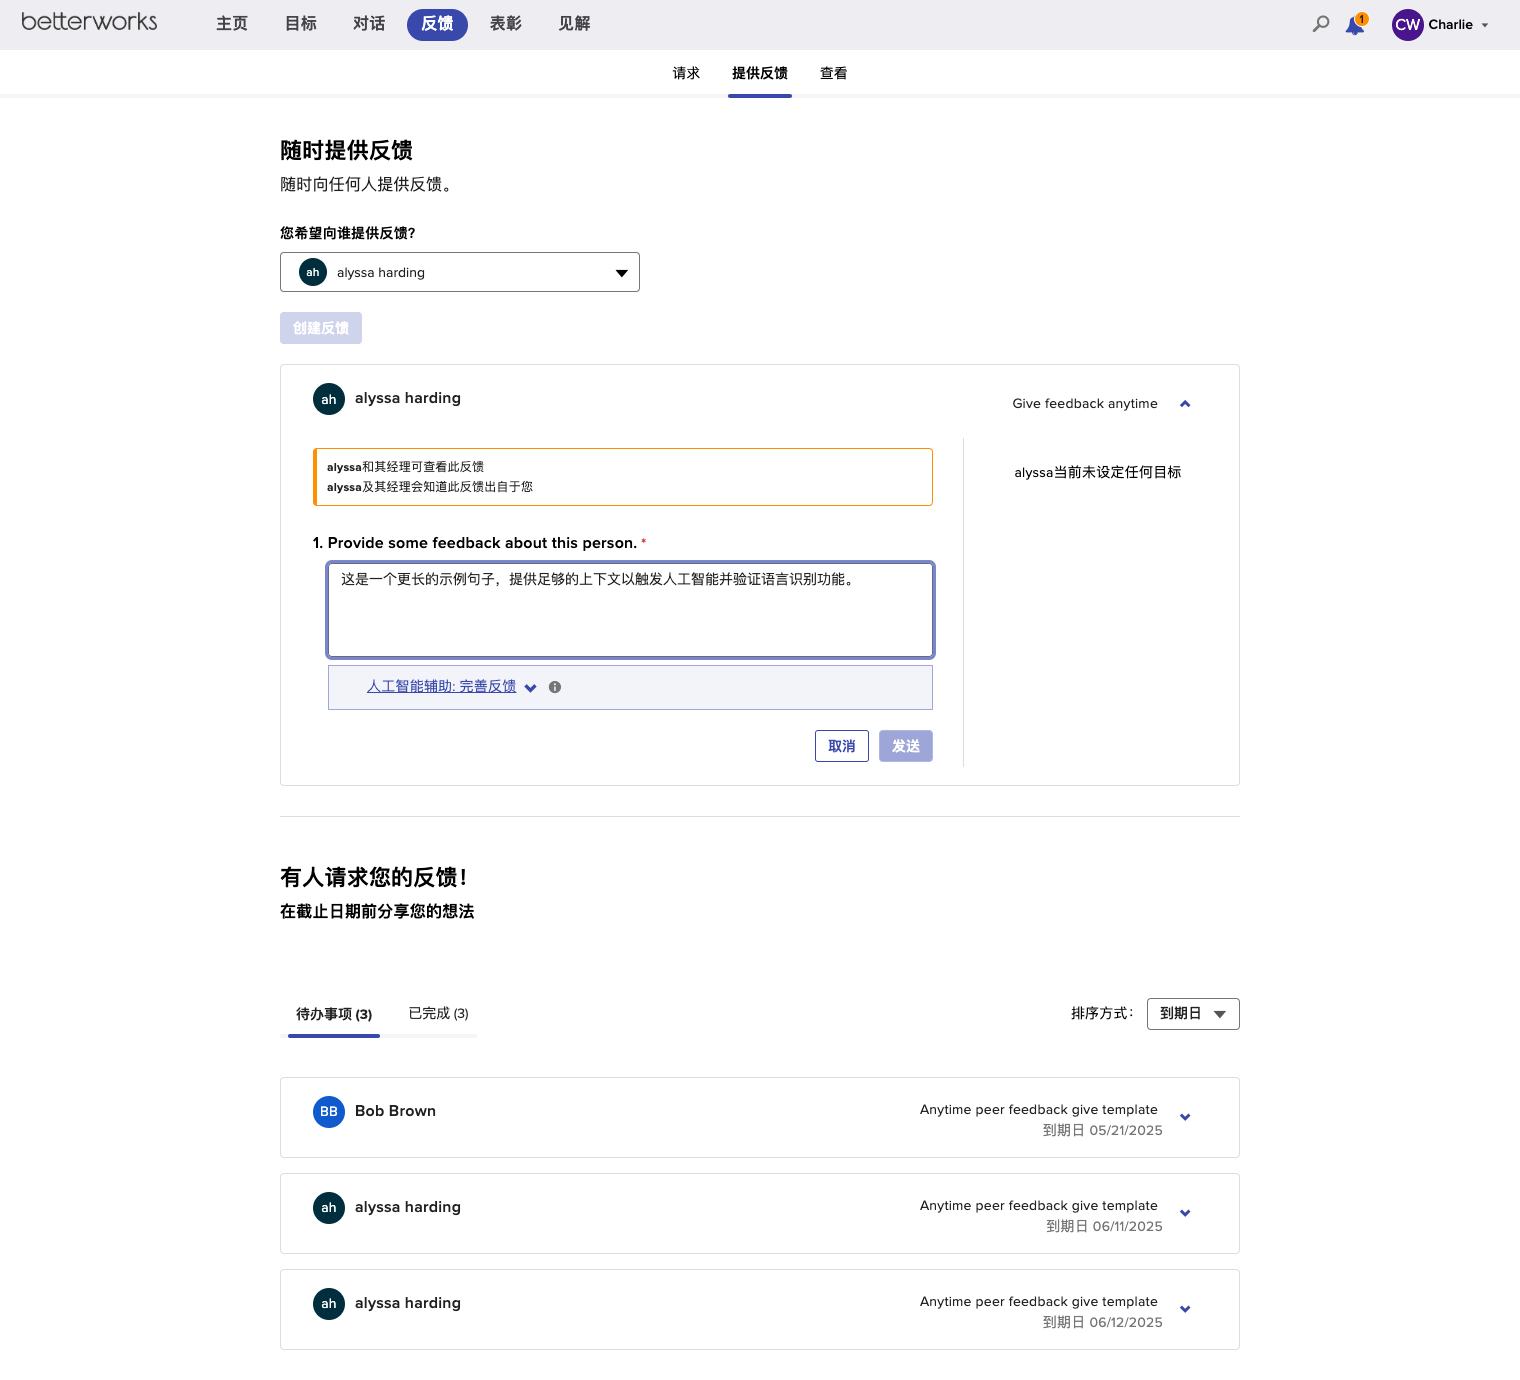 betterworks 主页 目标 对话 反馈 表彰 见解 1 CW Charlie
请求 提供反馈 查看
随时提供反馈
随时向任何人提供反馈。
您希望向谁提供反馈?
ah alyssa harding
创建反馈
ah alyssa harding
Give feedback anytime
alyssa和其经理可查看此反馈
alyssa及其经理会知道此反馈出自于您
alyssa当前未设定任何目标
1. Provide some feedback about this person. *
这是一个更长的示例句子，提供足够的上下文以触发人工智能并验证语言识别功能。
人工智能辅助: 完善反馈
取消 发送
有人请求您的反馈！
在截止日期前分享您的想法
待办事项 (3) 已完成 (3) 排序方式： 到期日
BB Bob Brown
Anytime peer feedback give template
到期日 05/21/2025
ah alyssa harding
Anytime peer feedback give template
到期日 06/11/2025
ah alyssa harding
Anytime peer feedback give template
到期日 06/12/2025